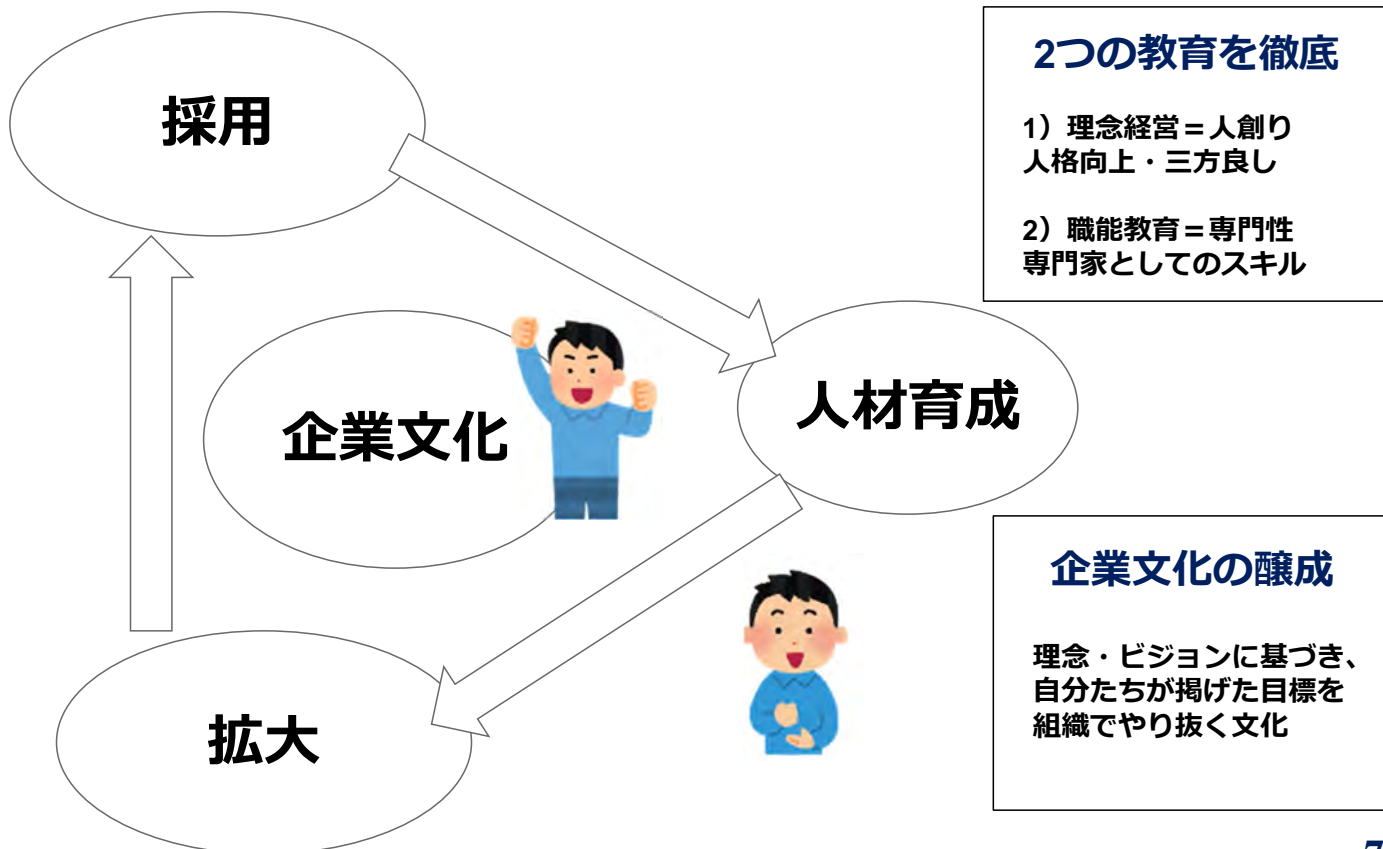 採用
2つの教育を徹底
1）理念経営＝人創り
人格向上・三方良し
2）職能教育＝専門性
専門家としてのスキル
企業文化
人材育成
企業文化の醸成
理念・ビジョンに基づき、
自分たちが掲げた目標を
組織でやり抜く文化
拡大
7